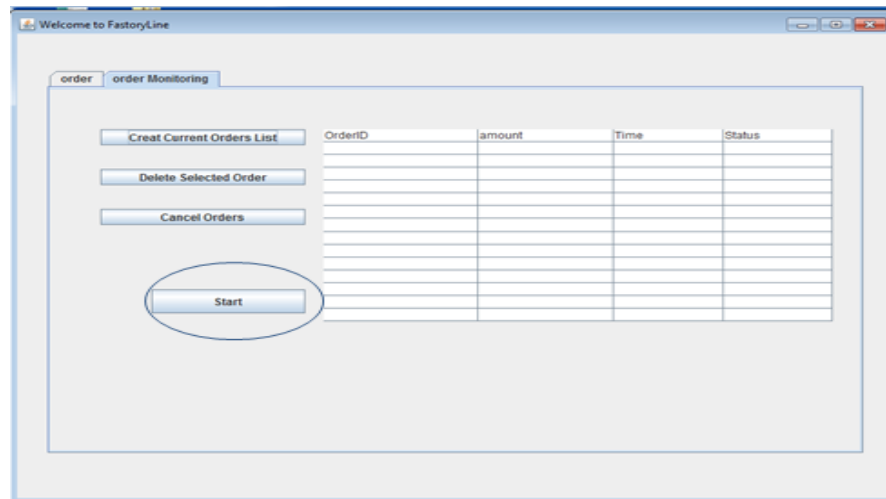 Welcome to FastoryLine
order order Monitoring
Creat Current Orders List
OrderID amount Time Status
Delete Selected Order
Cancel Orders
Start